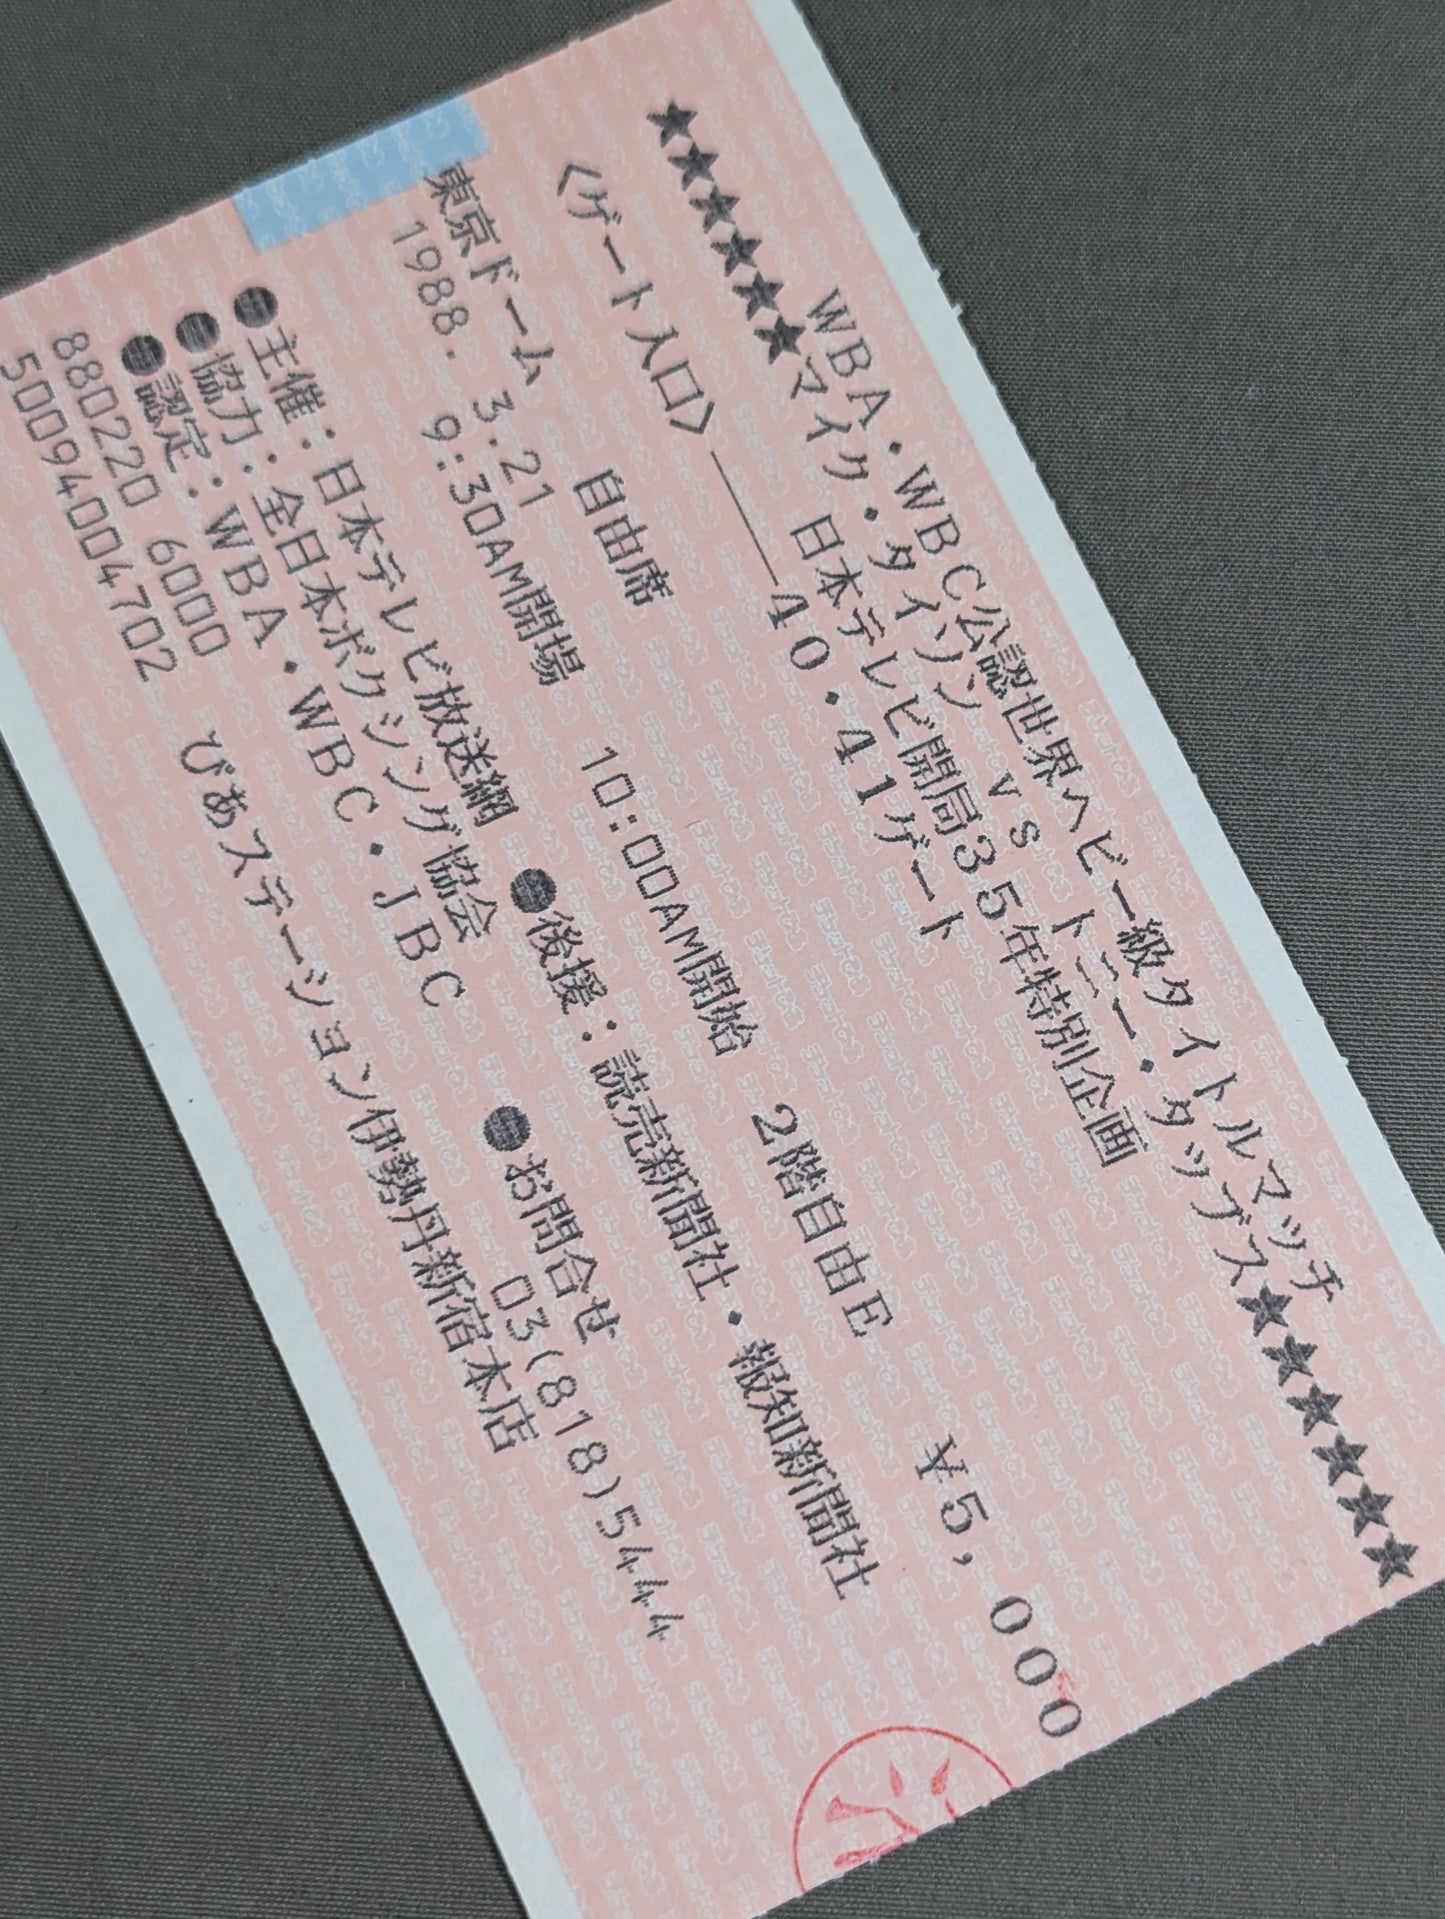 WBA・WBC公認世界ヘビー級タイトルマッチ
★★★★★★マイク・タイソン vs トニー・タッブス★★★★★★
日本テレビ開局35年特別企画
〈ゲート入口〉———40・41ゲート
自由席 2階自由E ¥5,000
東京ドーム
1988. 3.21 9:30AM開場 10:00AM開始
●主催：日本テレビ放送網 ●後援：読売新聞社・報知新聞社
●協力：全日本ボクシング協会
●認定：WBA・WBC・JBC ●お問合せ
880220 6000 03(818)5444
50094004702 ぴあステーション伊勢丹新宿本店